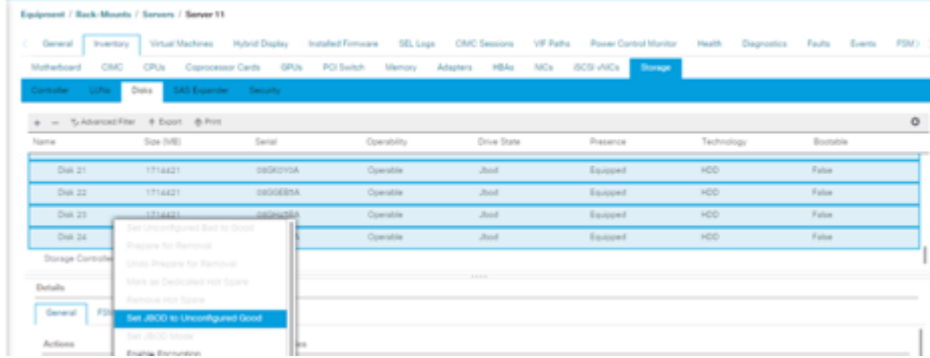 Equipment / Rack-Mounts / Servers / Server 11
General Inventory Virtual Machines Hybrid Display Installed Firmware SEL Logs CIMC Sessions VIF Paths Power Control Monitor Health Diagnostics Faults Events FSM
Motherboard CIMC CPUs Coprocessor Cards GPUs PCI Switch Memory Adapters HBAs NICs iSCSI vNICs Storage
Controller LUNs Disks SAS Expander Security
+ − Advanced Filter Export Print
Name Size (MB) Serial Operability Drive State Presence Technology Bootable
Disk 21 1714421 Operable Jbod Equipped HDD False
Disk 22 1714421 Operable Jbod Equipped HDD False
Disk 23 1714421 Operable Jbod Equipped HDD False
Disk 24 Operable Jbod Equipped HDD False
Storage Controller
Set Unconfigured Bad to Good
Prepare for Removal
Undo Prepare for Removal
Mark as Dedicated Hot Spare
Remove Hot Spare
Set JBOD to Unconfigured Good
Set JBOD Mode
Enable Encryption
Details
General
Actions